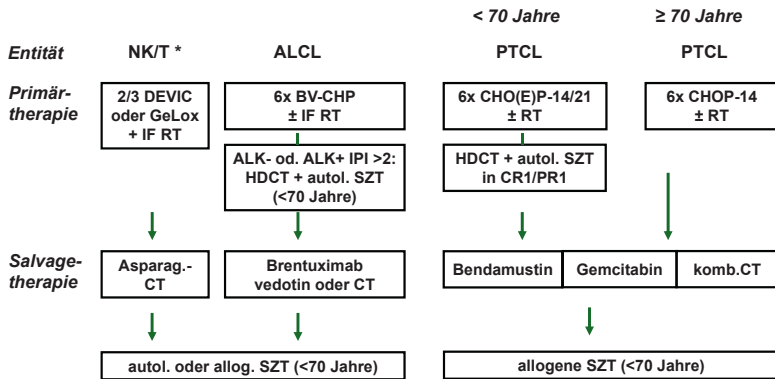 < 70 Jahre ≥ 70 Jahre
Entität NK/T * ALCL PTCL PTCL
Primär-
therapie
2/3 DEVIC
oder GeLox
+ IF RT
6x BV-CHP
± IF RT
6x CHO(E)P-14/21
± RT
6x CHOP-14
± RT
ALK- od. ALK+ IPI >2:
HDCT + autol. SZT
(<70 Jahre)
HDCT + autol. SZT
in CR1/PR1
Salvage-
therapie
Asparag.-
CT
Brentuximab
vedotin oder CT
Bendamustin Gemcitabin komb.CT
autol. oder allog. SZT (<70 Jahre)
allogene SZT (<70 Jahre)